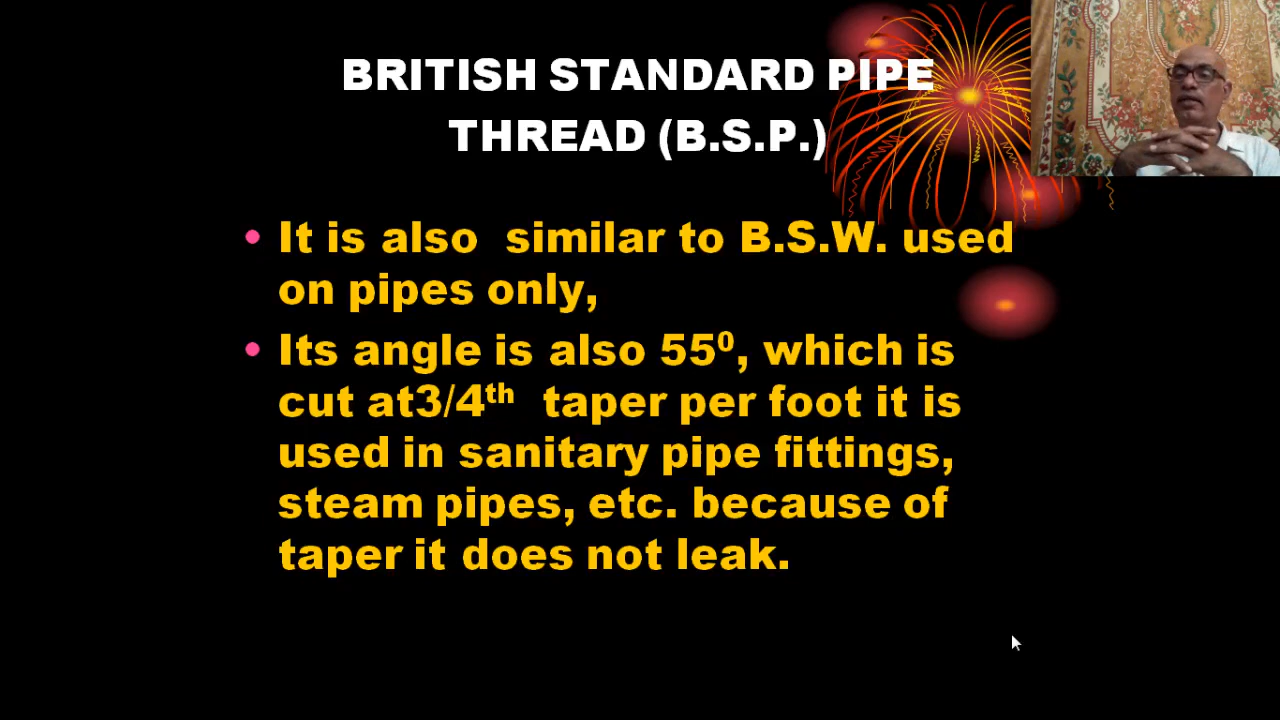 BRITISH STANDARD PIPE
THREAD (B.S.P.)
• It is also similar to B.S.W. used
on pipes only,
• Its angle is also 55⁰, which is
cut at3/4ᵗʰ taper per foot it is
used in sanitary pipe fittings,
steam pipes, etc. because of
taper it does not leak.